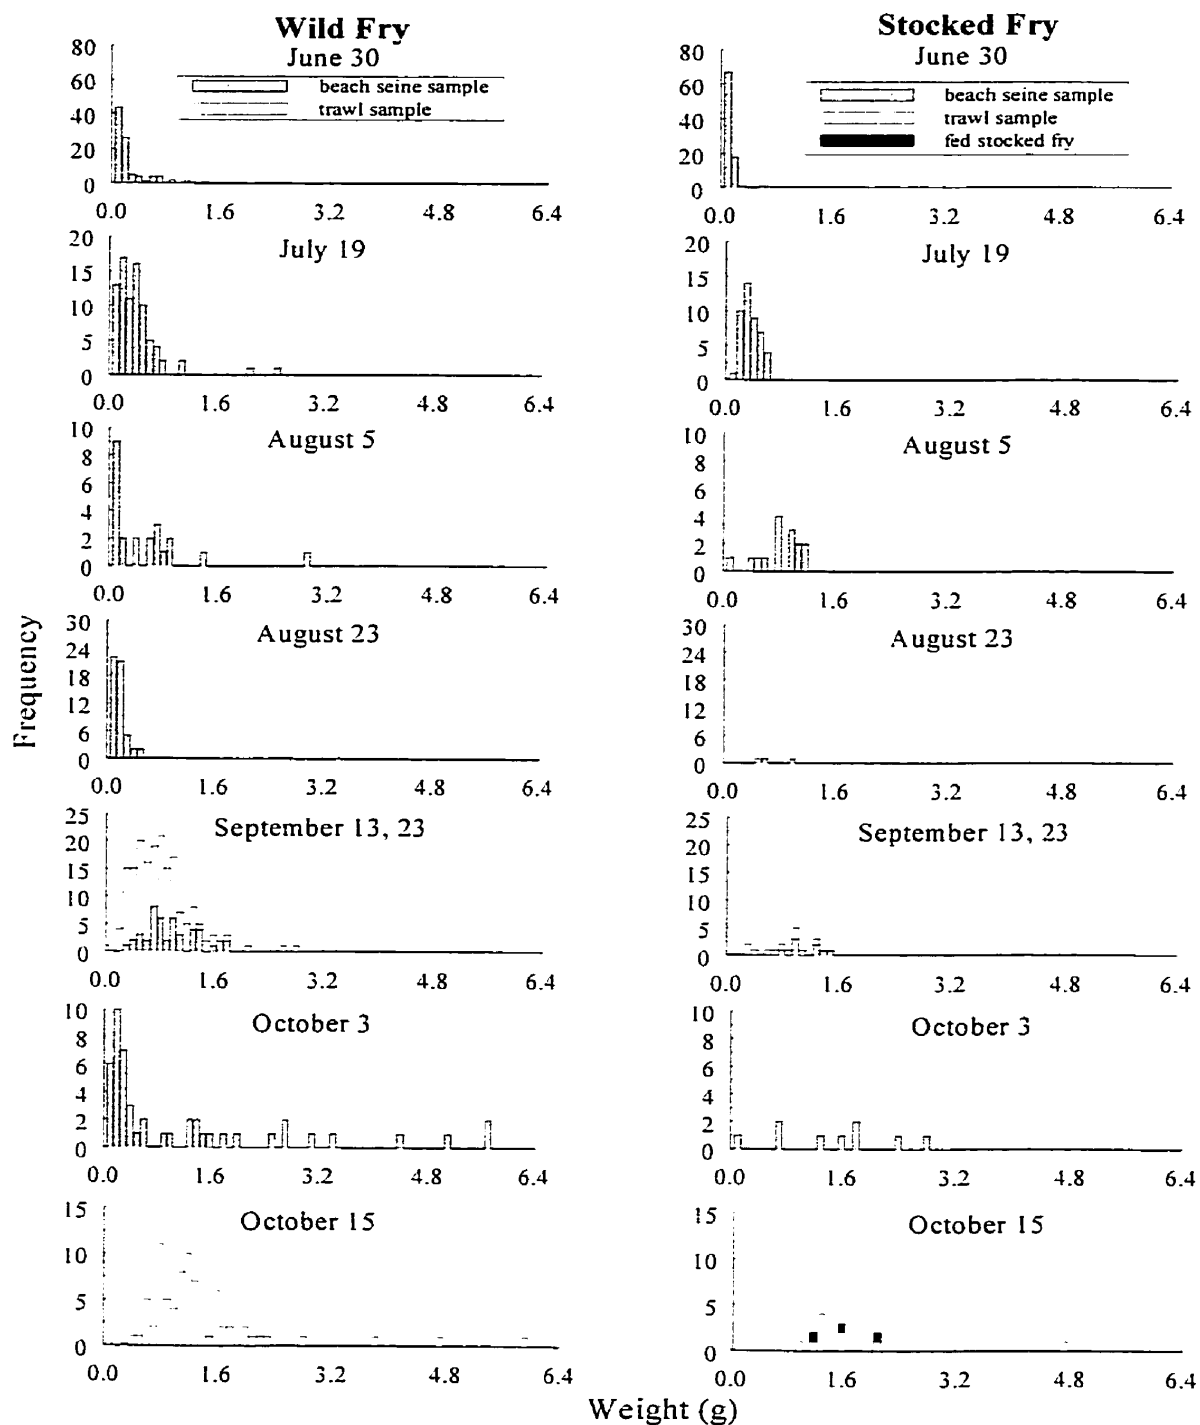 Wild Fry
June 30
beach seine sample
trawl sample
80
60
40
20
0
0.0 1.6 3.2 4.8 6.4
July 19
20
15
10
5
0
0.0 1.6 3.2 4.8 6.4
August 5
10
8
6
4
2
0
0.0 1.6 3.2 4.8 6.4
August 23
30
24
18
12
6
0
0.0 1.6 3.2 4.8 6.4
September 13, 23
25
20
15
10
5
0
0.0 1.6 3.2 4.8 6.4
October 3
10
8
6
4
2
0
0.0 1.6 3.2 4.8 6.4
October 15
15
10
5
0
0.0 1.6 3.2 4.8 6.4
Stocked Fry
June 30
beach seine sample
trawl sample
fed stocked fry
80
60
40
20
0
0.0 1.6 3.2 4.8 6.4
July 19
20
15
10
5
0
0.0 1.6 3.2 4.8 6.4
August 5
10
8
6
4
2
0
0.0 1.6 3.2 4.8 6.4
August 23
30
24
18
12
6
0
0.0 1.6 3.2 4.8 6.4
September 13, 23
25
20
15
10
5
0
0.0 1.6 3.2 4.8 6.4
October 3
10
8
6
4
2
0
0.0 1.6 3.2 4.8 6.4
October 15
15
10
5
0
0.0 1.6 3.2 4.8 6.4
Frequency
Weight (g)